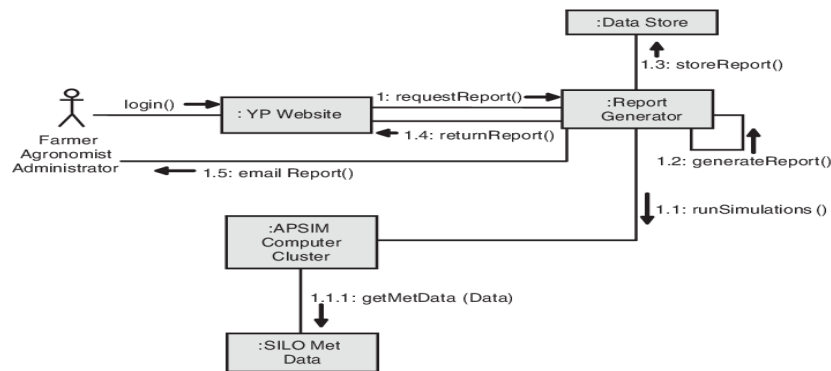 :Data Store
1.3: storeReport()
login()
: YP Website
1: requestReport()
:Report
Generator
1.4: returnReport()
1.2: generateReport()
Farmer
Agronomist
Administrator
1.5: email Report()
1.1: runSimulations ()
:APSIM
Computer
Cluster
1.1.1: getMetData (Data)
:SILO Met
Data